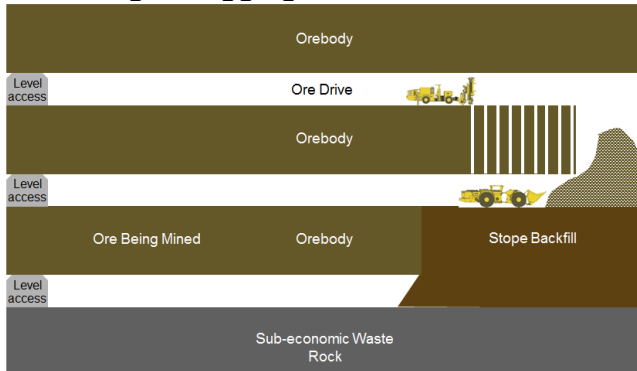 Orebody
Level
access
Ore Drive
Orebody
Level
access
Ore Being Mined
Orebody
Stope Backfill
Level
access
Sub-economic Waste
Rock